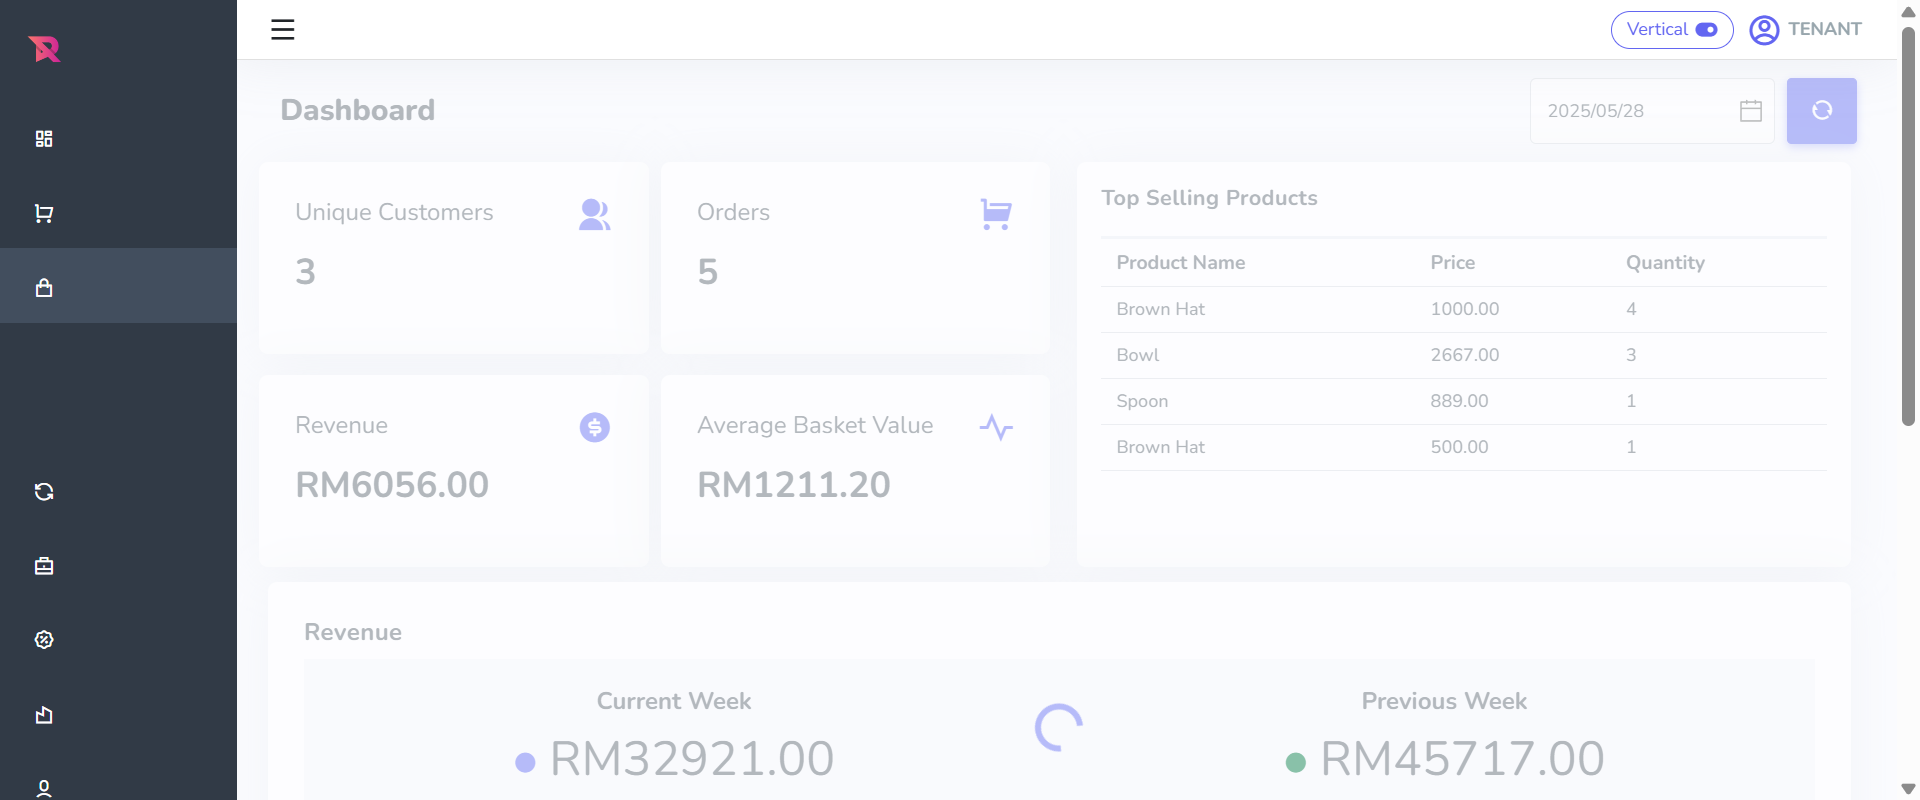 Vertical
TENANT
Dashboard
2025/05/28
Unique Customers
3
Orders
5
Revenue
RM6056.00
Average Basket Value
RM1211.20
Top Selling Products
Product Name Price Quantity
Brown Hat 1000.00 4
Bowl 2667.00 3
Spoon 889.00 1
Brown Hat 500.00 1
Revenue
Current Week
RM32921.00
Previous Week
RM45717.00